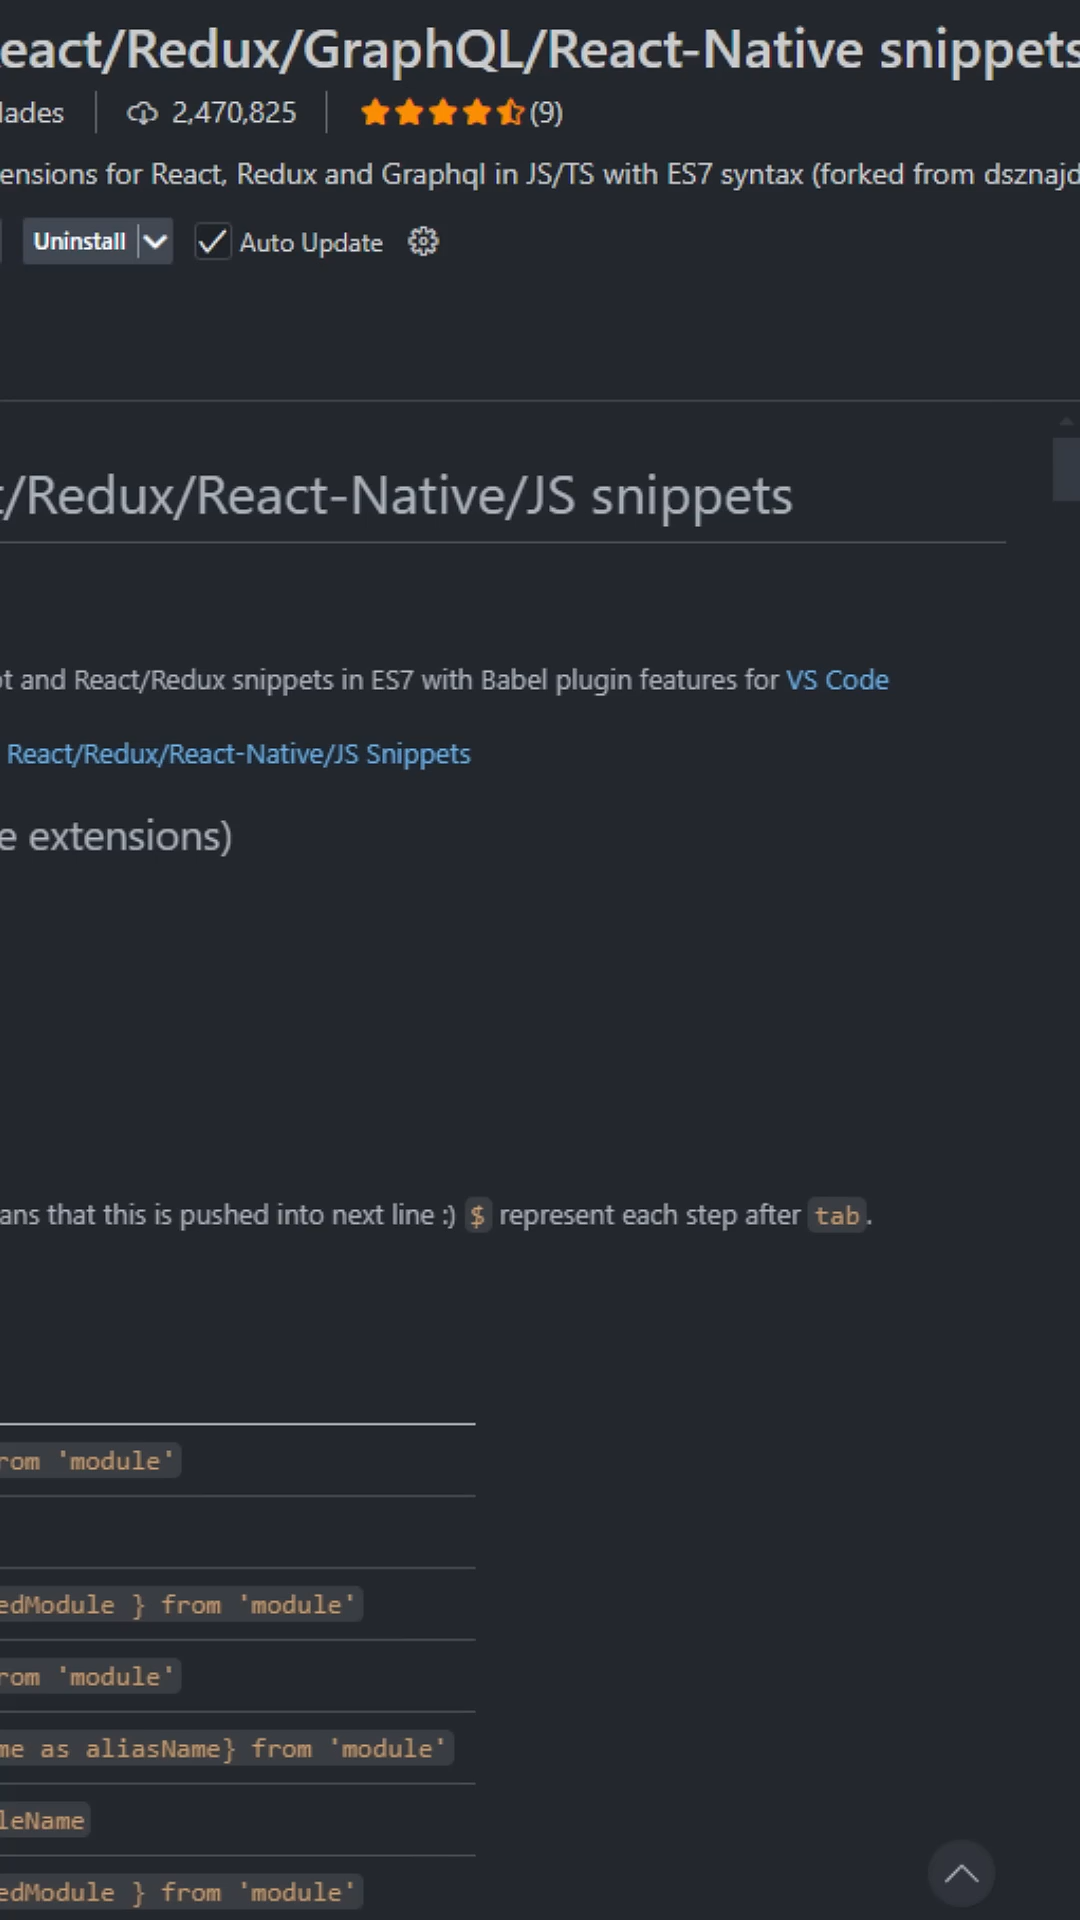 eact/Redux/GraphQL/React-Native snippets
lades 2,470,825 (9)
ensions for React, Redux and Graphql in JS/TS with ES7 syntax (forked from dsznajd
Uninstall Auto Update
t/Redux/React-Native/JS snippets
ot and React/Redux snippets in ES7 with Babel plugin features for VS Code
React/Redux/React-Native/JS Snippets
e extensions)
ans that this is pushed into next line :) $ represent each step after tab.
rom 'module'
edModule } from 'module'
rom 'module'
me as aliasName} from 'module'
leName
edModule } from 'module'